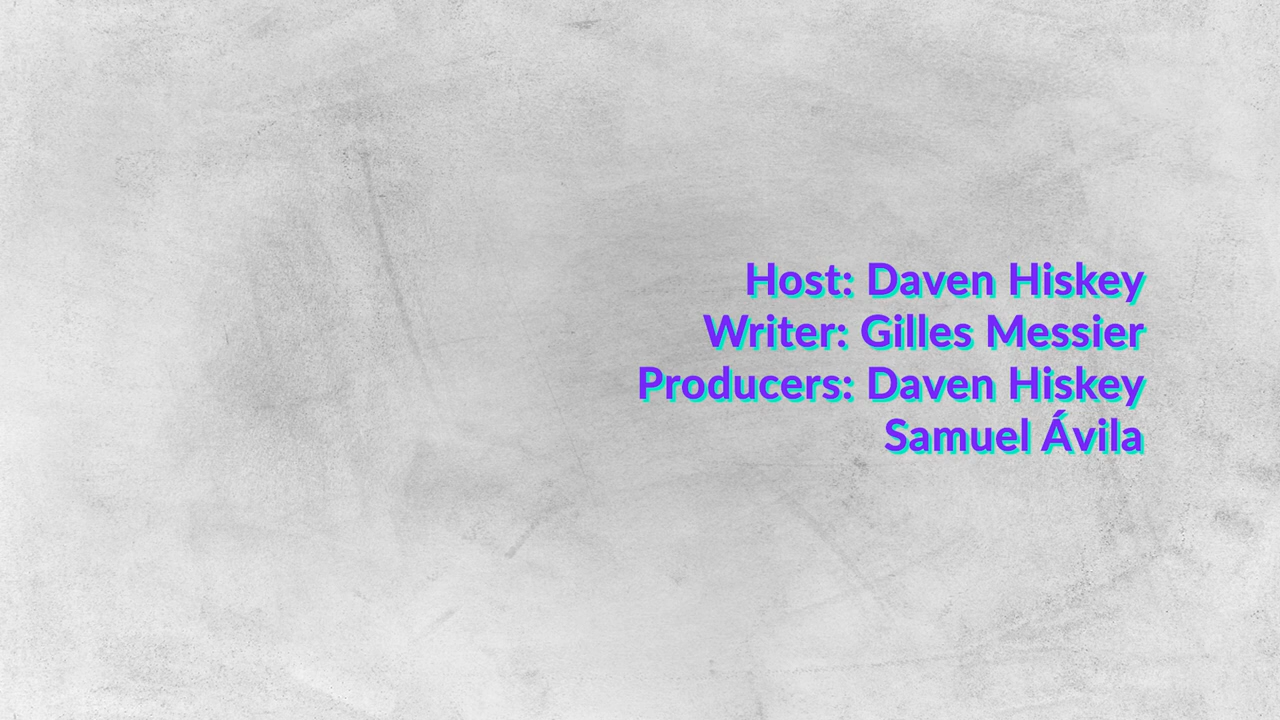 Host: Daven Hiskey
Writer: Gilles Messier
Producers: Daven Hiskey
Samuel Ávila